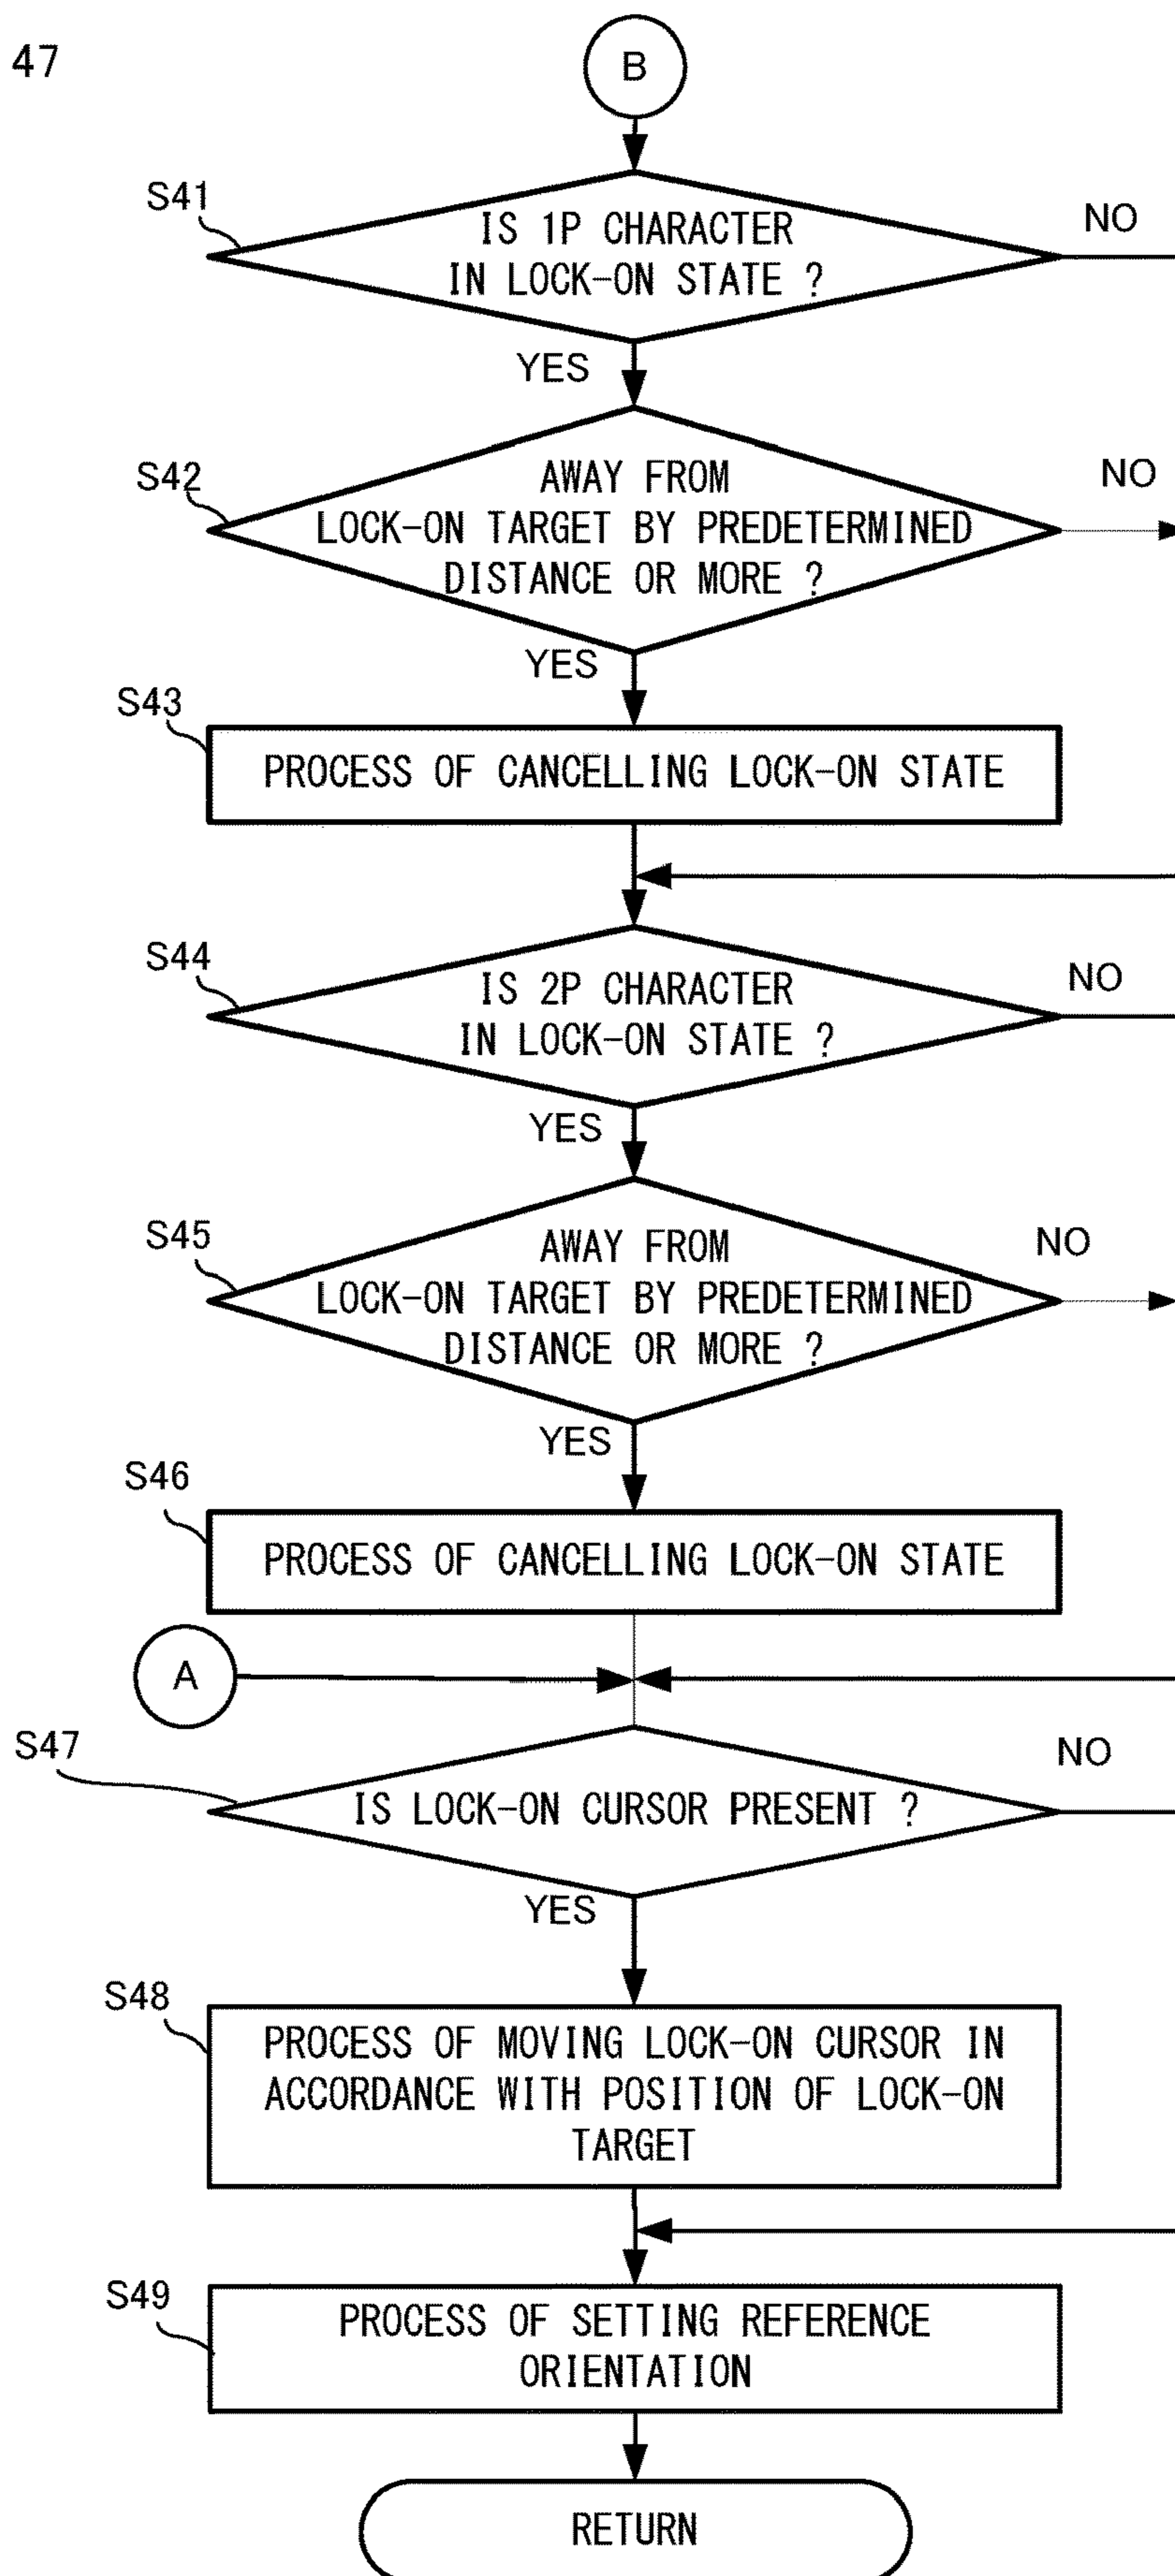 47
B
S41
IS 1P CHARACTER
IN LOCK-ON STATE ?
NO
YES
S42
AWAY FROM
LOCK-ON TARGET BY PREDETERMINED
DISTANCE OR MORE ?
NO
YES
S43
PROCESS OF CANCELLING LOCK-ON STATE
S44
IS 2P CHARACTER
IN LOCK-ON STATE ?
NO
YES
S45
AWAY FROM
LOCK-ON TARGET BY PREDETERMINED
DISTANCE OR MORE ?
NO
YES
S46
PROCESS OF CANCELLING LOCK-ON STATE
A
S47
IS LOCK-ON CURSOR PRESENT ?
NO
YES
S48
PROCESS OF MOVING LOCK-ON CURSOR IN
ACCORDANCE WITH POSITION OF LOCK-ON
TARGET
S49
PROCESS OF SETTING REFERENCE
ORIENTATION
RETURN